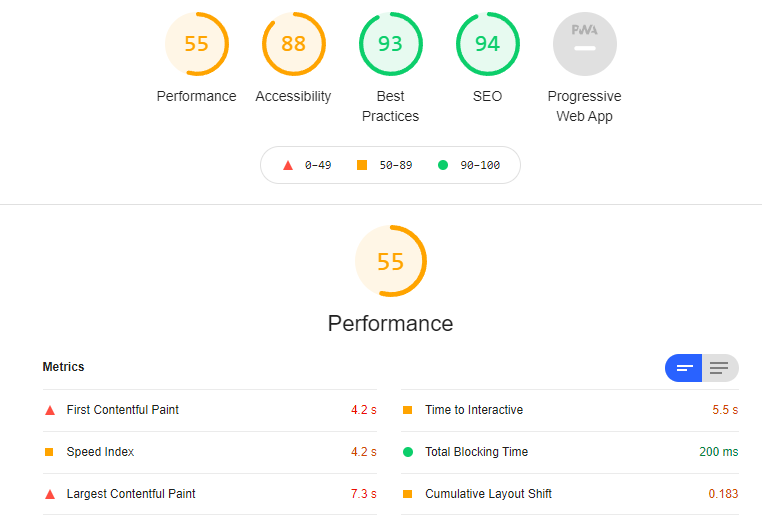 55 88 93 94 PWA
Performance Accessibility Best Practices SEO Progressive Web App
0–49 50–89 90–100
55
Performance
Metrics
First Contentful Paint 4.2 s
Time to Interactive 5.5 s
Speed Index 4.2 s
Total Blocking Time 200 ms
Largest Contentful Paint 7.3 s
Cumulative Layout Shift 0.183